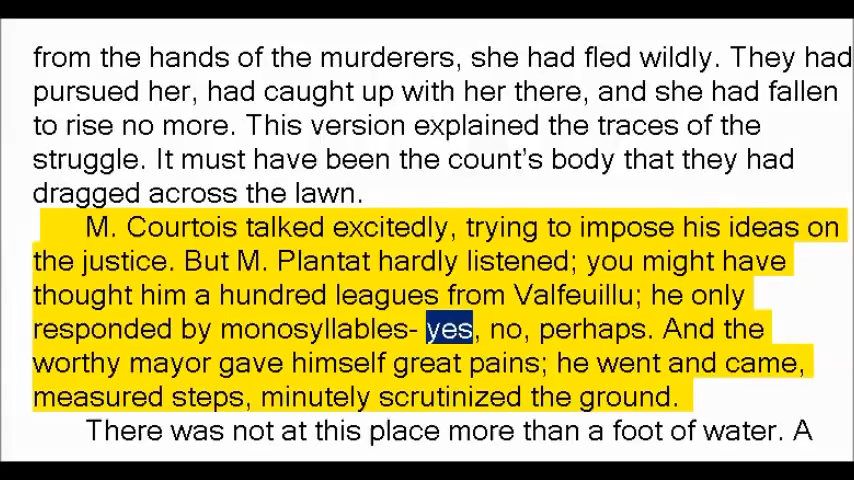 from the hands of the murderers, she had fled wildly. They had
pursued her, had caught up with her there, and she had fallen
to rise no more. This version explained the traces of the
struggle. It must have been the count’s body that they had
dragged across the lawn.
M. Courtois talked excitedly, trying to impose his ideas on
the justice. But M. Plantat hardly listened; you might have
thought him a hundred leagues from Valfeuillu; he only
responded by monosyllables- yes, no, perhaps. And the
worthy mayor gave himself great pains; he went and came,
measured steps, minutely scrutinized the ground.
There was not at this place more than a foot of water. A